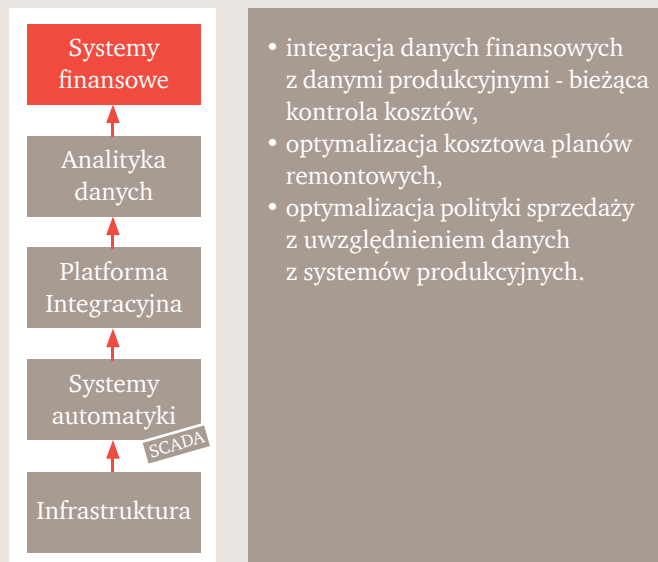 Systemy
finansowe
Analityka
danych
Platforma
Integracyjna
Systemy
automatyki
SCADA
Infrastruktura
• integracja danych finansowych
z danymi produkcyjnymi - bieżąca
kontrola kosztów,
• optymalizacja kosztowa planów
remontowych,
• optymalizacja polityki sprzedaży
z uwzględnieniem danych
z systemów produkcyjnych.